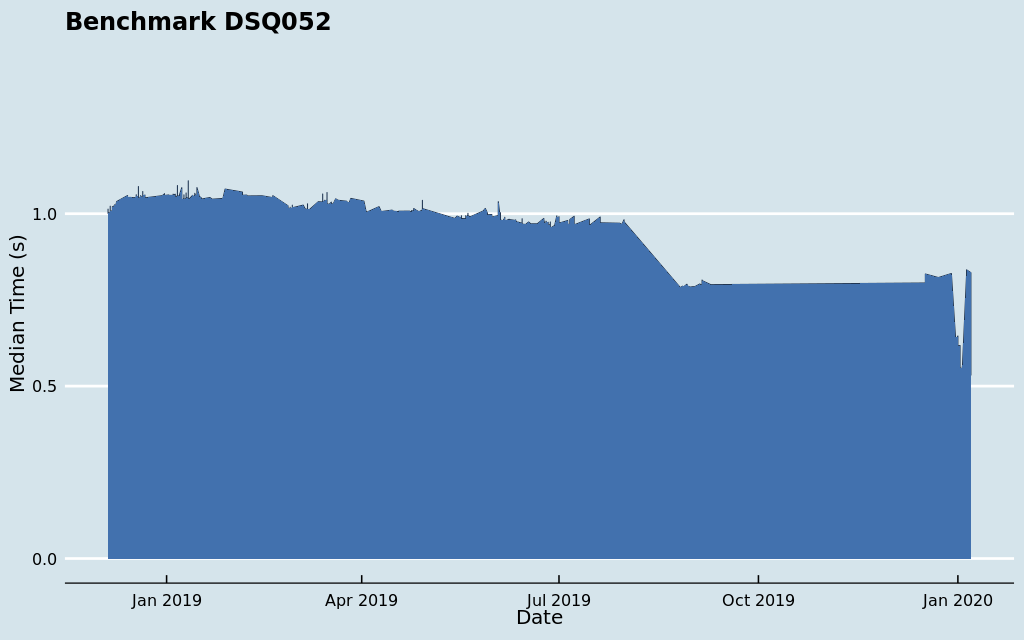 Benchmark DSQ052
Median Time (s)
1.0
0.5
0.0
Jan 2019
Apr 2019
Jul 2019
Oct 2019
Jan 2020
Date